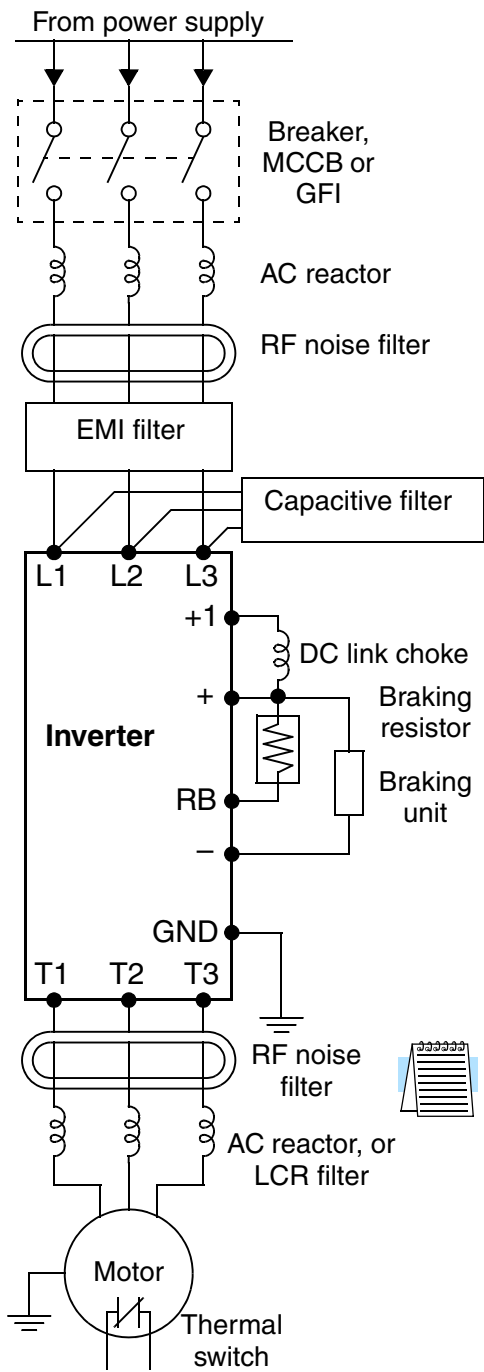 From power supply
Breaker,
MCCB or
GFI
AC reactor
RF noise filter
EMI filter
Capacitive filter
L1 L2 L3
+1
DC link choke
+
Braking
resistor
Inverter
RB
Braking
unit
–
GND
T1 T2 T3
RF noise
filter
AC reactor, or
LCR filter
Motor
Thermal
switch